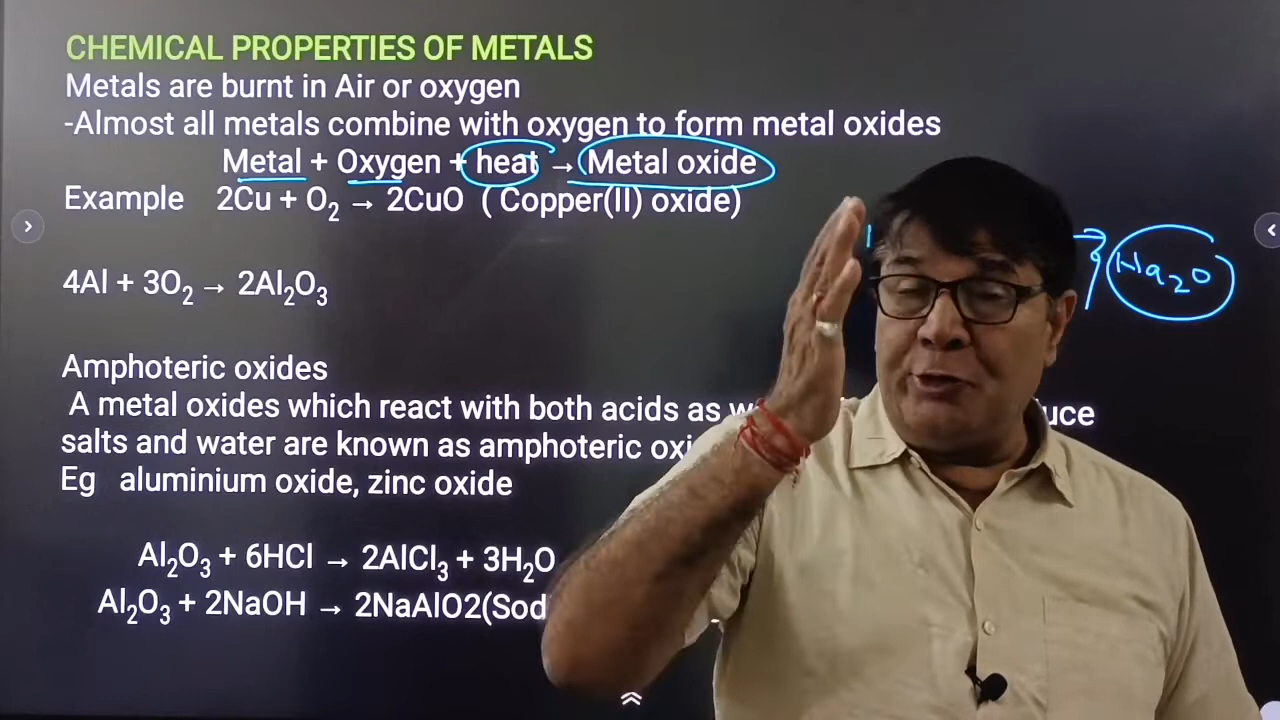 CHEMICAL PROPERTIES OF METALS
Metals are burnt in Air or oxygen
-Almost all metals combine with oxygen to form metal oxides
Metal + Oxygen + heat → Metal oxide
Example 2Cu + O₂ → 2CuO ( Copper(II) oxide)
Na₂O
4Al + 3O₂ → 2Al₂O₃
Amphoteric oxides
A metal oxides which react with both acids as
salts and water are known as amphoteric
Eg aluminium oxide, zinc oxide
Al₂O₃ + 6HCl → 2AlCl₃ + 3H₂O
Al₂O₃ + 2NaOH → 2NaAlO2(Sod